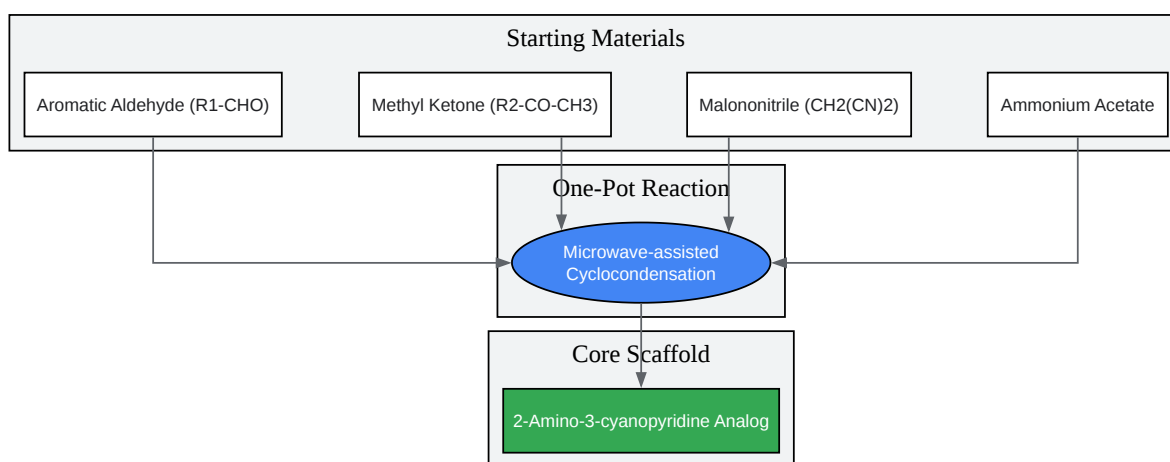 Starting Materials
Aromatic Aldehyde (R1-CHO)
Methyl Ketone (R2-CO-CH3)
Malononitrile (CH2(CN)2)
Ammonium Acetate
One-Pot Reaction
Microwave-assisted
Cyclocondensation
Core Scaffold
2-Amino-3-cyanopyridine Analog